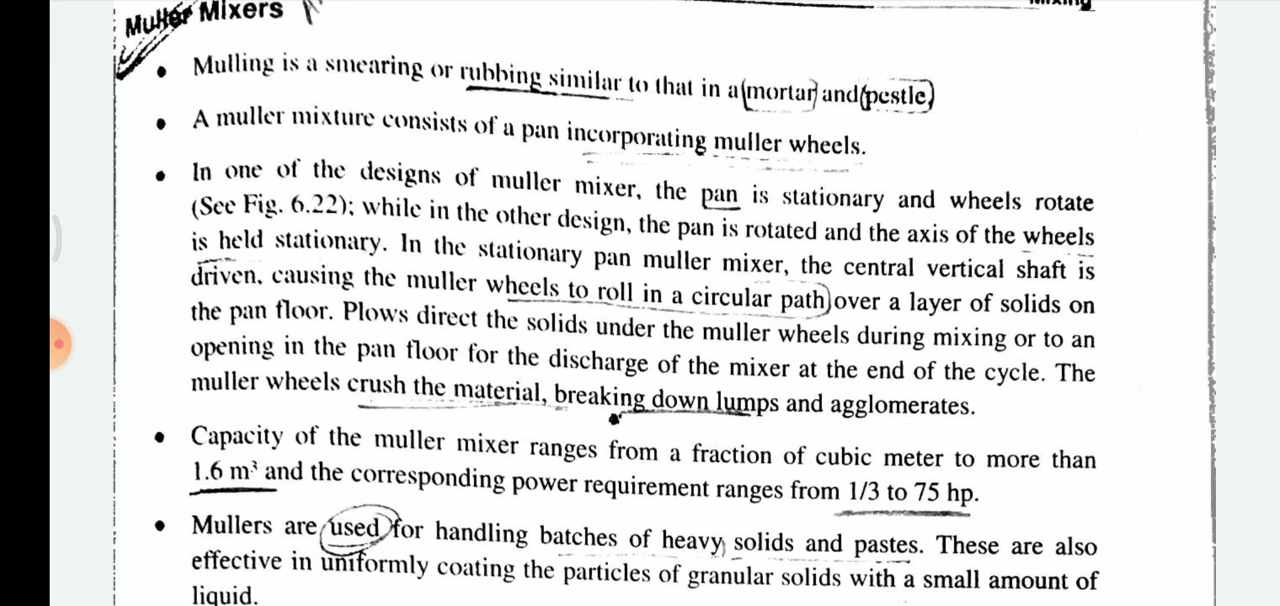 Muller Mixers
• Mulling is a smearing or rubbing similar to that in a mortar and pestle
• A muller mixture consists of a pan incorporating muller wheels.
• In one of the designs of muller mixer, the pan is stationary and wheels rotate
(See Fig. 6.22); while in the other design, the pan is rotated and the axis of the wheels
is held stationary. In the stationary pan muller mixer, the central vertical shaft is
driven, causing the muller wheels to roll in a circular path over a layer of solids on
the pan floor. Plows direct the solids under the muller wheels during mixing or to an
opening in the pan floor for the discharge of the mixer at the end of the cycle. The
muller wheels crush the material, breaking down lumps and agglomerates.
• Capacity of the muller mixer ranges from a fraction of cubic meter to more than
1.6 m³ and the corresponding power requirement ranges from 1/3 to 75 hp.
• Mullers are used for handling batches of heavy solids and pastes. These are also
effective in uniformly coating the particles of granular solids with a small amount of
liquid.